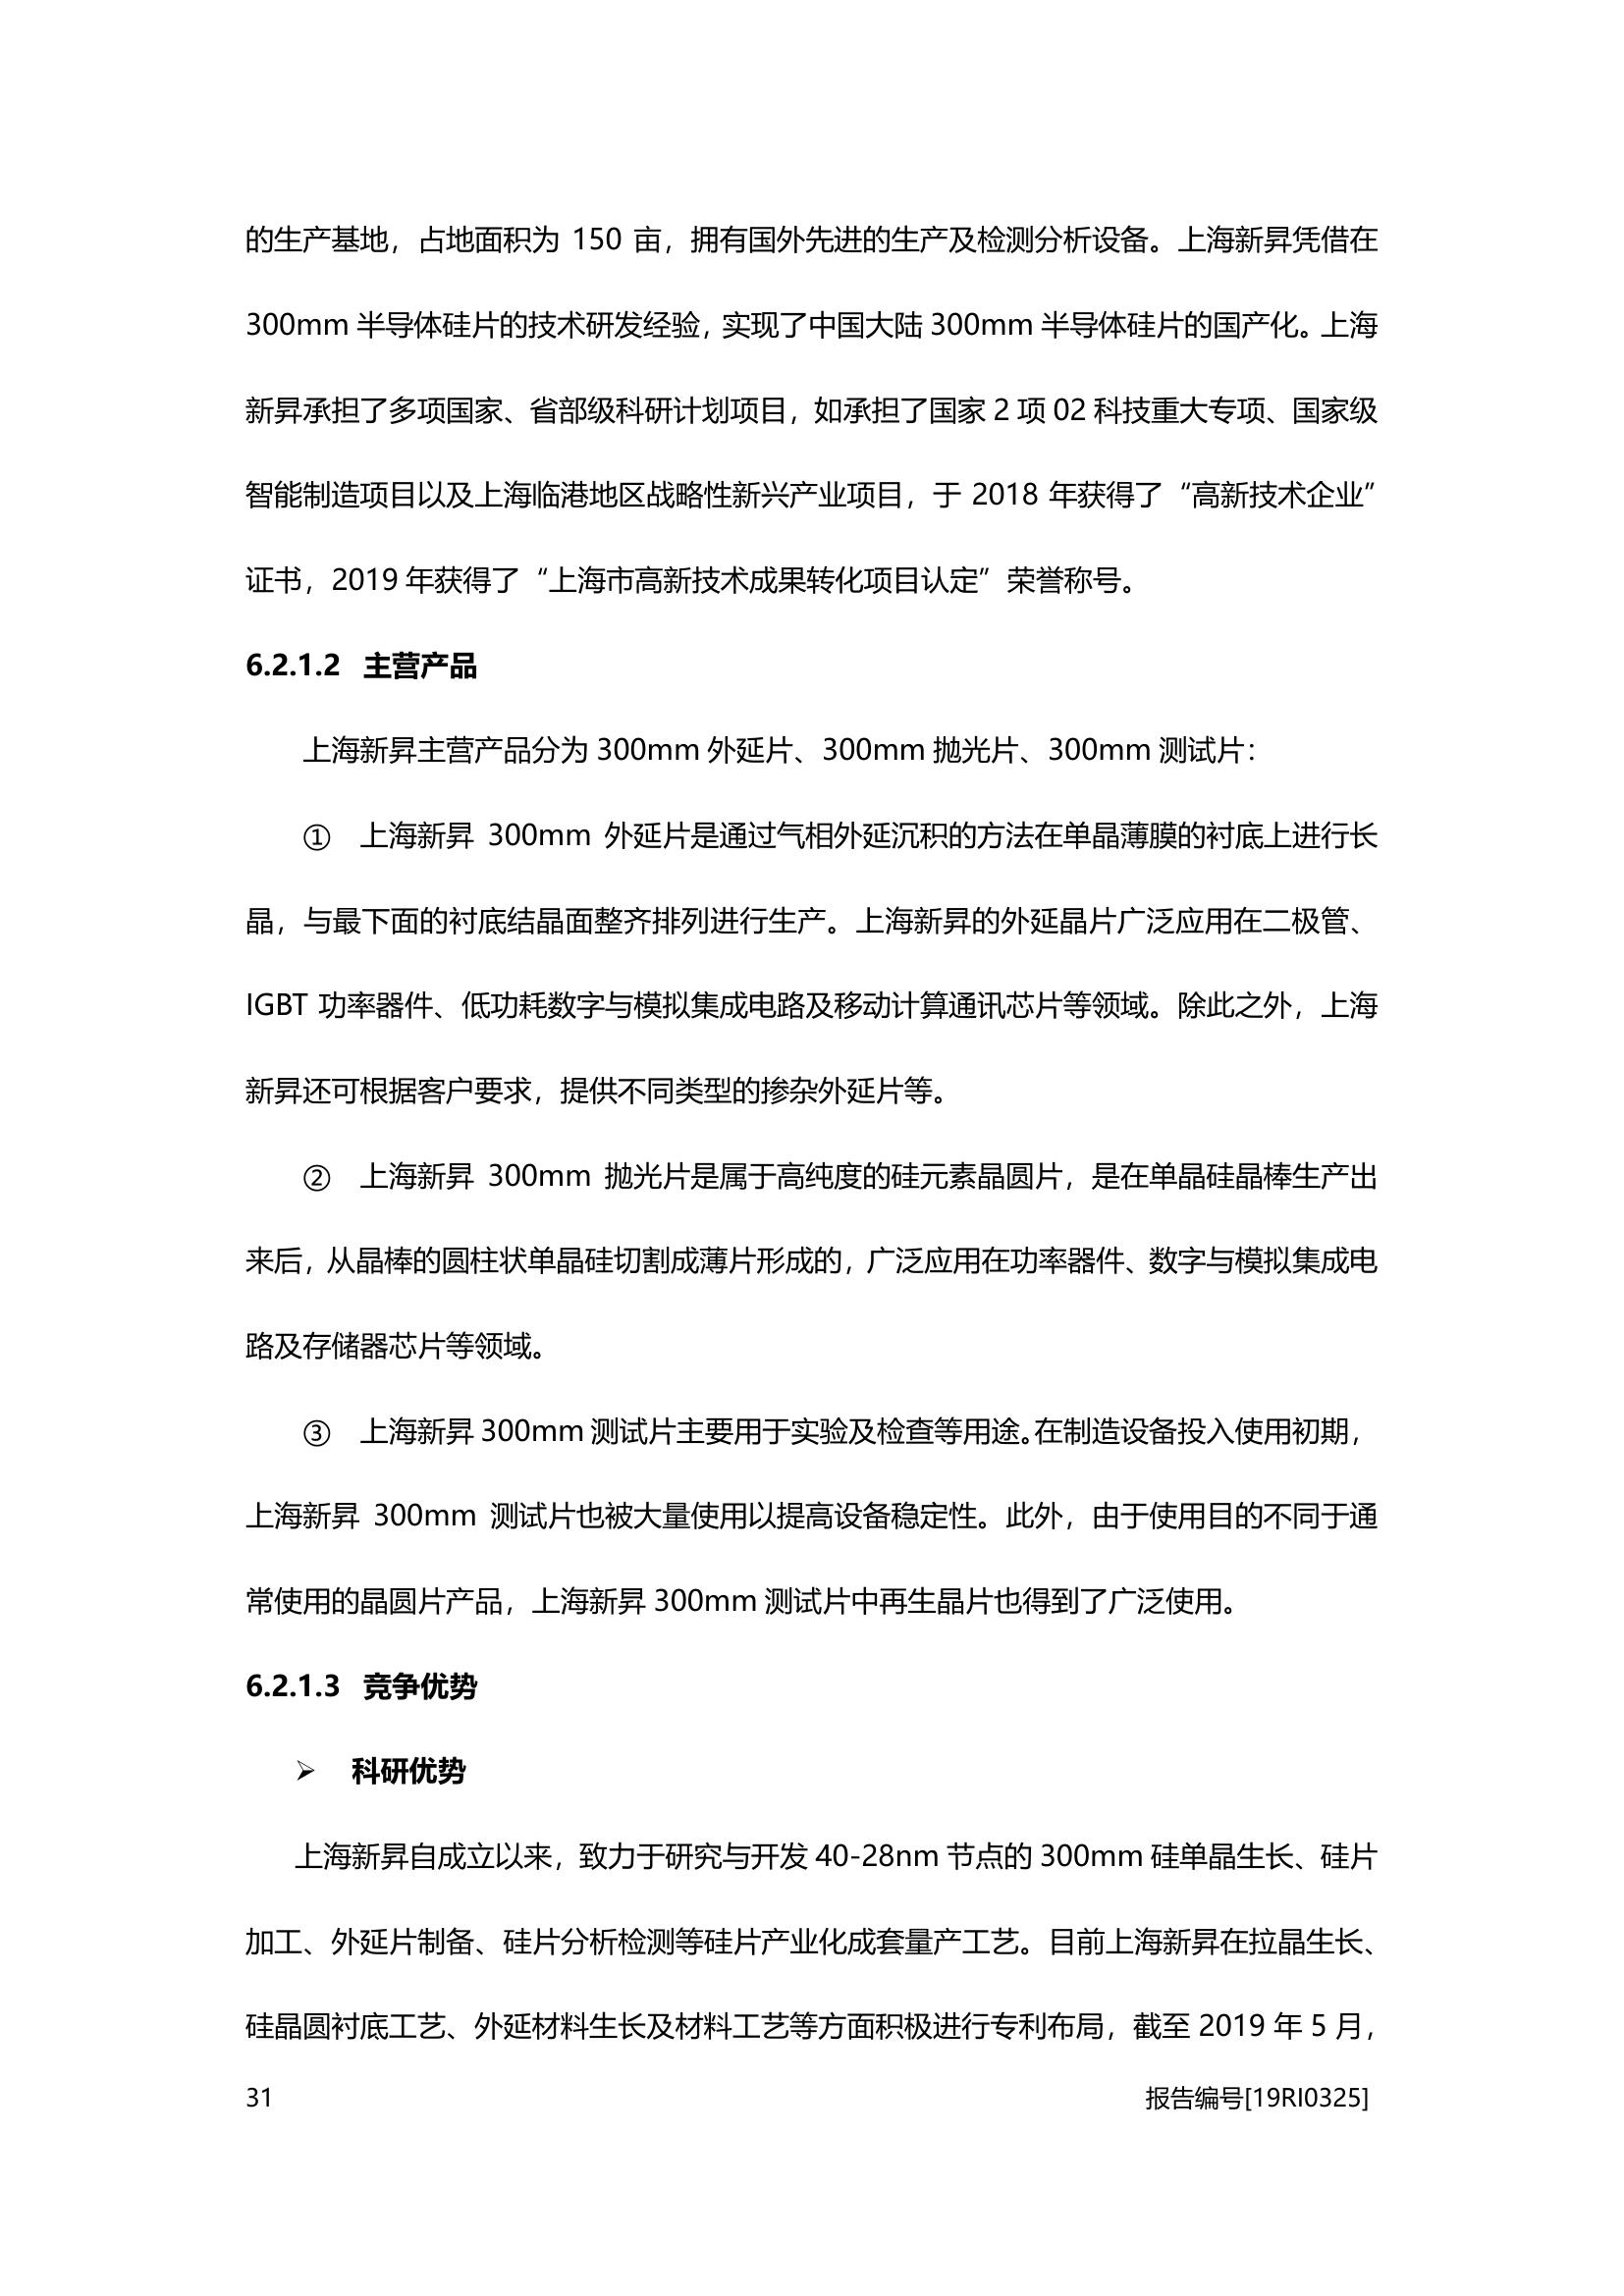 的生产基地，占地面积为 150 亩，拥有国外先进的生产及检测分析设备。上海新昇凭借在
300mm 半导体硅片的技术研发经验，实现了中国大陆 300mm 半导体硅片的国产化。上海
新昇承担了多项国家、省部级科研计划项目，如承担了国家 2 项 02 科技重大专项、国家级
智能制造项目以及上海临港地区战略性新兴产业项目，于 2018 年获得了“高新技术企业”
证书，2019 年获得了“上海市高新技术成果转化项目认定”荣誉称号。
6.2.1.2 主营产品
上海新昇主营产品分为 300mm 外延片、300mm 抛光片、300mm 测试片：
① 上海新昇 300mm 外延片是通过气相外延沉积的方法在单晶薄膜的衬底上进行长
晶，与最下面的衬底结晶面整齐排列进行生产。上海新昇的外延晶片广泛应用在二极管、
IGBT 功率器件、低功耗数字与模拟集成电路及移动计算通讯芯片等领域。除此之外，上海
新昇还可根据客户要求，提供不同类型的掺杂外延片等。
② 上海新昇 300mm 抛光片是属于高纯度的硅元素晶圆片，是在单晶硅晶棒生产出
来后，从晶棒的圆柱状单晶硅切割成薄片形成的，广泛应用在功率器件、数字与模拟集成电
路及存储器芯片等领域。
③ 上海新昇 300mm 测试片主要用于实验及检查等用途。在制造设备投入使用初期，
上海新昇 300mm 测试片也被大量使用以提高设备稳定性。此外，由于使用目的不同于通
常使用的晶圆片产品，上海新昇 300mm 测试片中再生晶片也得到了广泛使用。
6.2.1.3 竞争优势
➢ 科研优势
上海新昇自成立以来，致力于研究与开发 40-28nm 节点的 300mm 硅单晶生长、硅片
加工、外延片制备、硅片分析检测等硅片产业化成套量产工艺。目前上海新昇在拉晶生长、
硅晶圆衬底工艺、外延材料生长及材料工艺等方面积极进行专利布局，截至 2019 年 5 月，
31
报告编号[19RI0325]